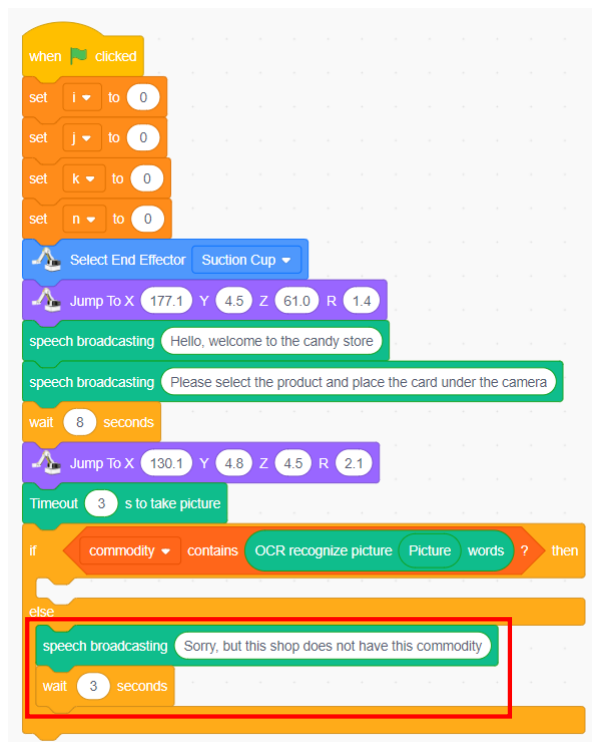 when clicked
set i to 0
set j to 0
set k to 0
set n to 0
Select End Effector Suction Cup
Jump To X 177.1 Y 4.5 Z 61.0 R 1.4
speech broadcasting Hello, welcome to the candy store
speech broadcasting Please select the product and place the card under the camera
wait 8 seconds
Jump To X 130.1 Y 4.8 Z 4.5 R 2.1
Timeout 3 s to take picture
if commodity contains OCR recognize picture Picture words ? then
else
speech broadcasting Sorry, but this shop does not have this commodity
wait 3 seconds